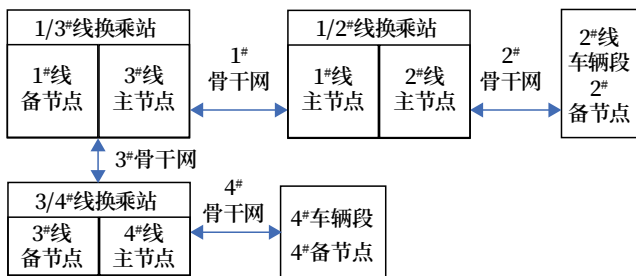 1/3#线换乘站
1#线
备节点
3#线
主节点
1#
骨干网
1/2#线换乘站
1#线
主节点
2#线
主节点
2#
骨干网
2#线
车辆段
2#
备节点
3#骨干网
3/4#线换乘站
3#线
备节点
4#线
主节点
4#
骨干网
4#车辆段
4#备节点